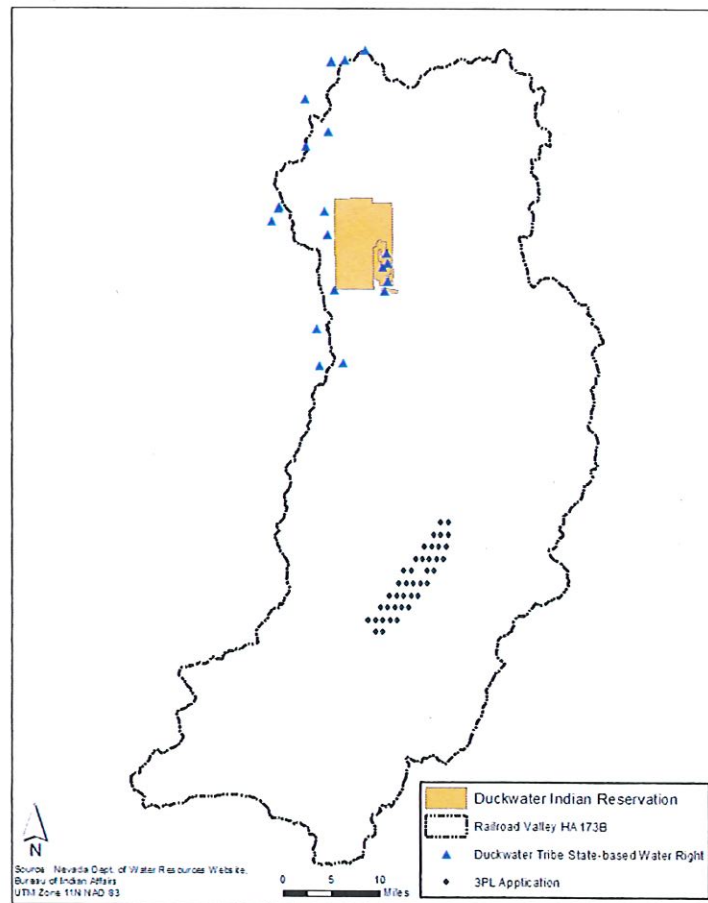 Duckwater Indian Reservation
Railroad Valley HA 173B
Duckwater Tribe State-based Water Right
3PL Application
N
Source: Nevada Dept. of Water Resources Website,
Bureau of Indian Affairs
UTM Zone 11N NAD 83
0 5 10
Miles